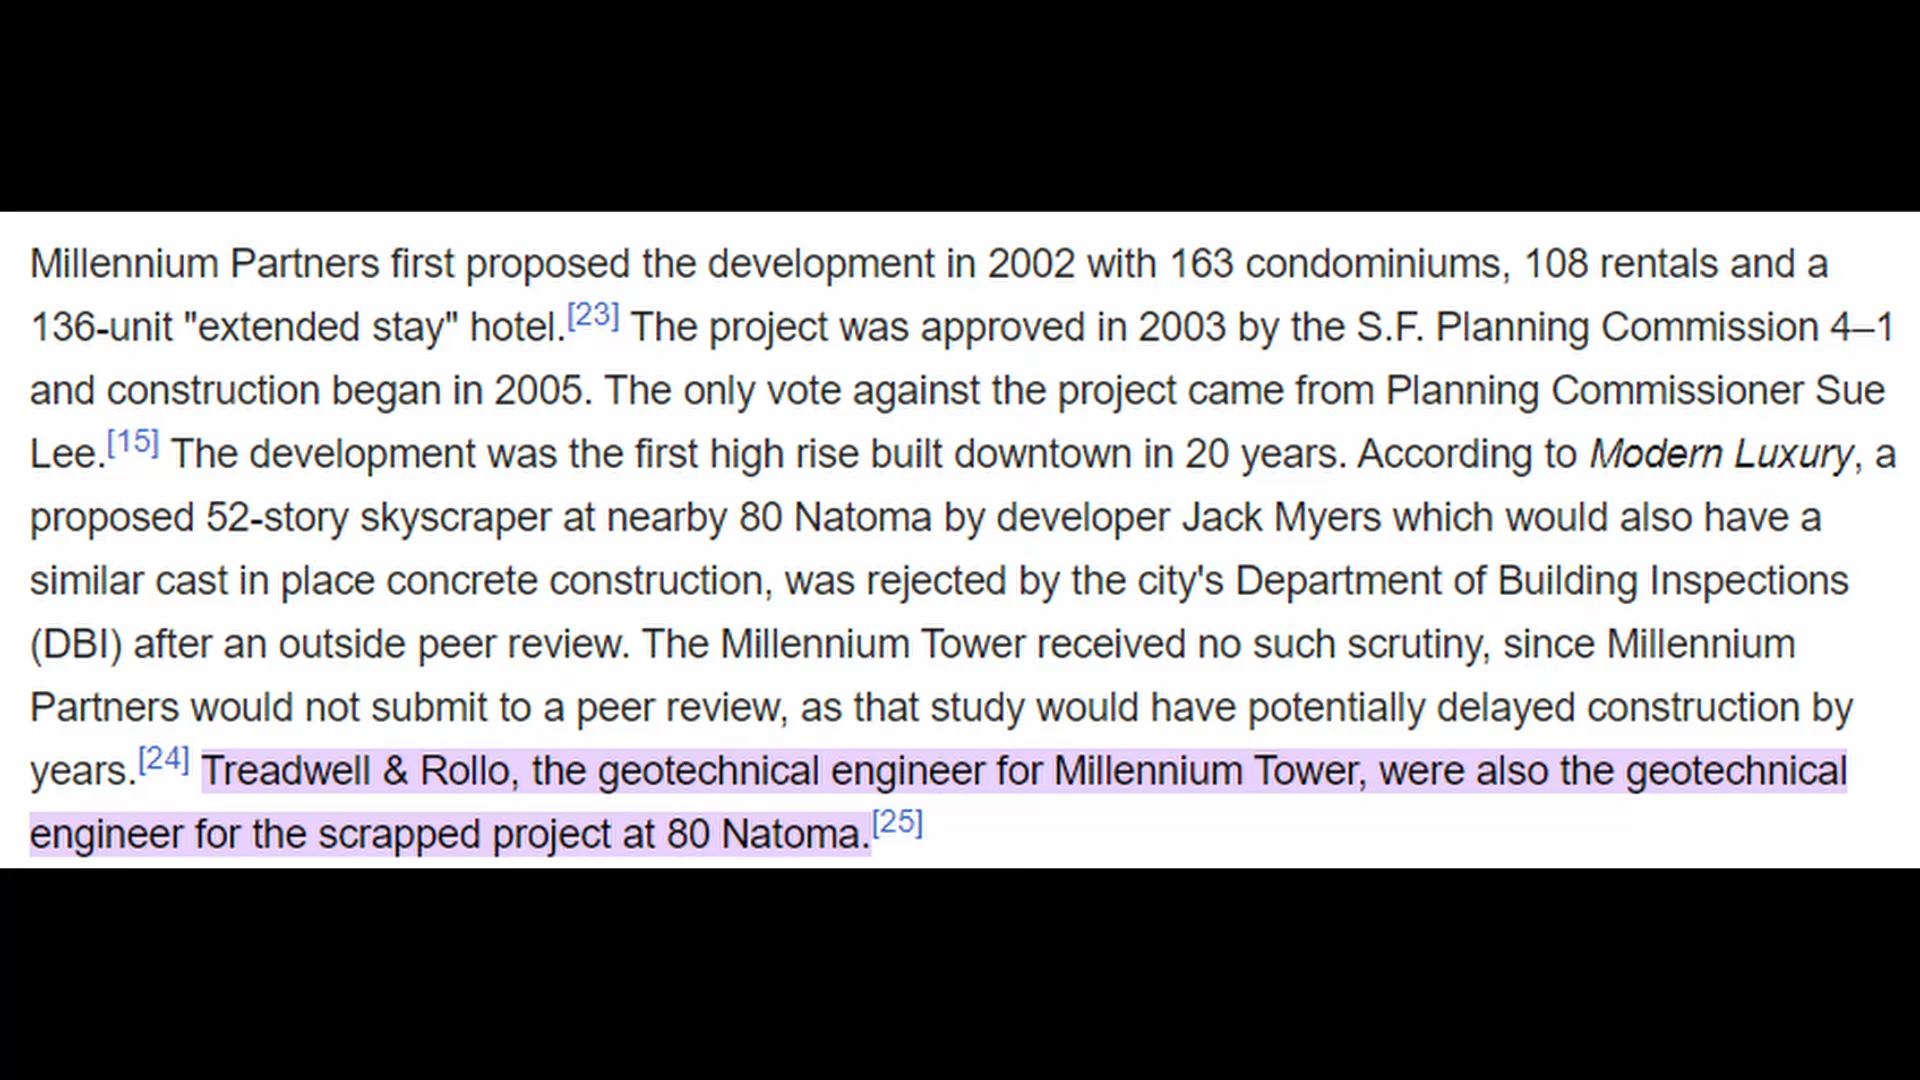 Millennium Partners first proposed the development in 2002 with 163 condominiums, 108 rentals and a
136-unit "extended stay" hotel.[23] The project was approved in 2003 by the S.F. Planning Commission 4–1
and construction began in 2005. The only vote against the project came from Planning Commissioner Sue
Lee.[15] The development was the first high rise built downtown in 20 years. According to Modern Luxury, a
proposed 52-story skyscraper at nearby 80 Natoma by developer Jack Myers which would also have a
similar cast in place concrete construction, was rejected by the city's Department of Building Inspections
(DBI) after an outside peer review. The Millennium Tower received no such scrutiny, since Millennium
Partners would not submit to a peer review, as that study would have potentially delayed construction by
years.[24] Treadwell & Rollo, the geotechnical engineer for Millennium Tower, were also the geotechnical
engineer for the scrapped project at 80 Natoma.[25]